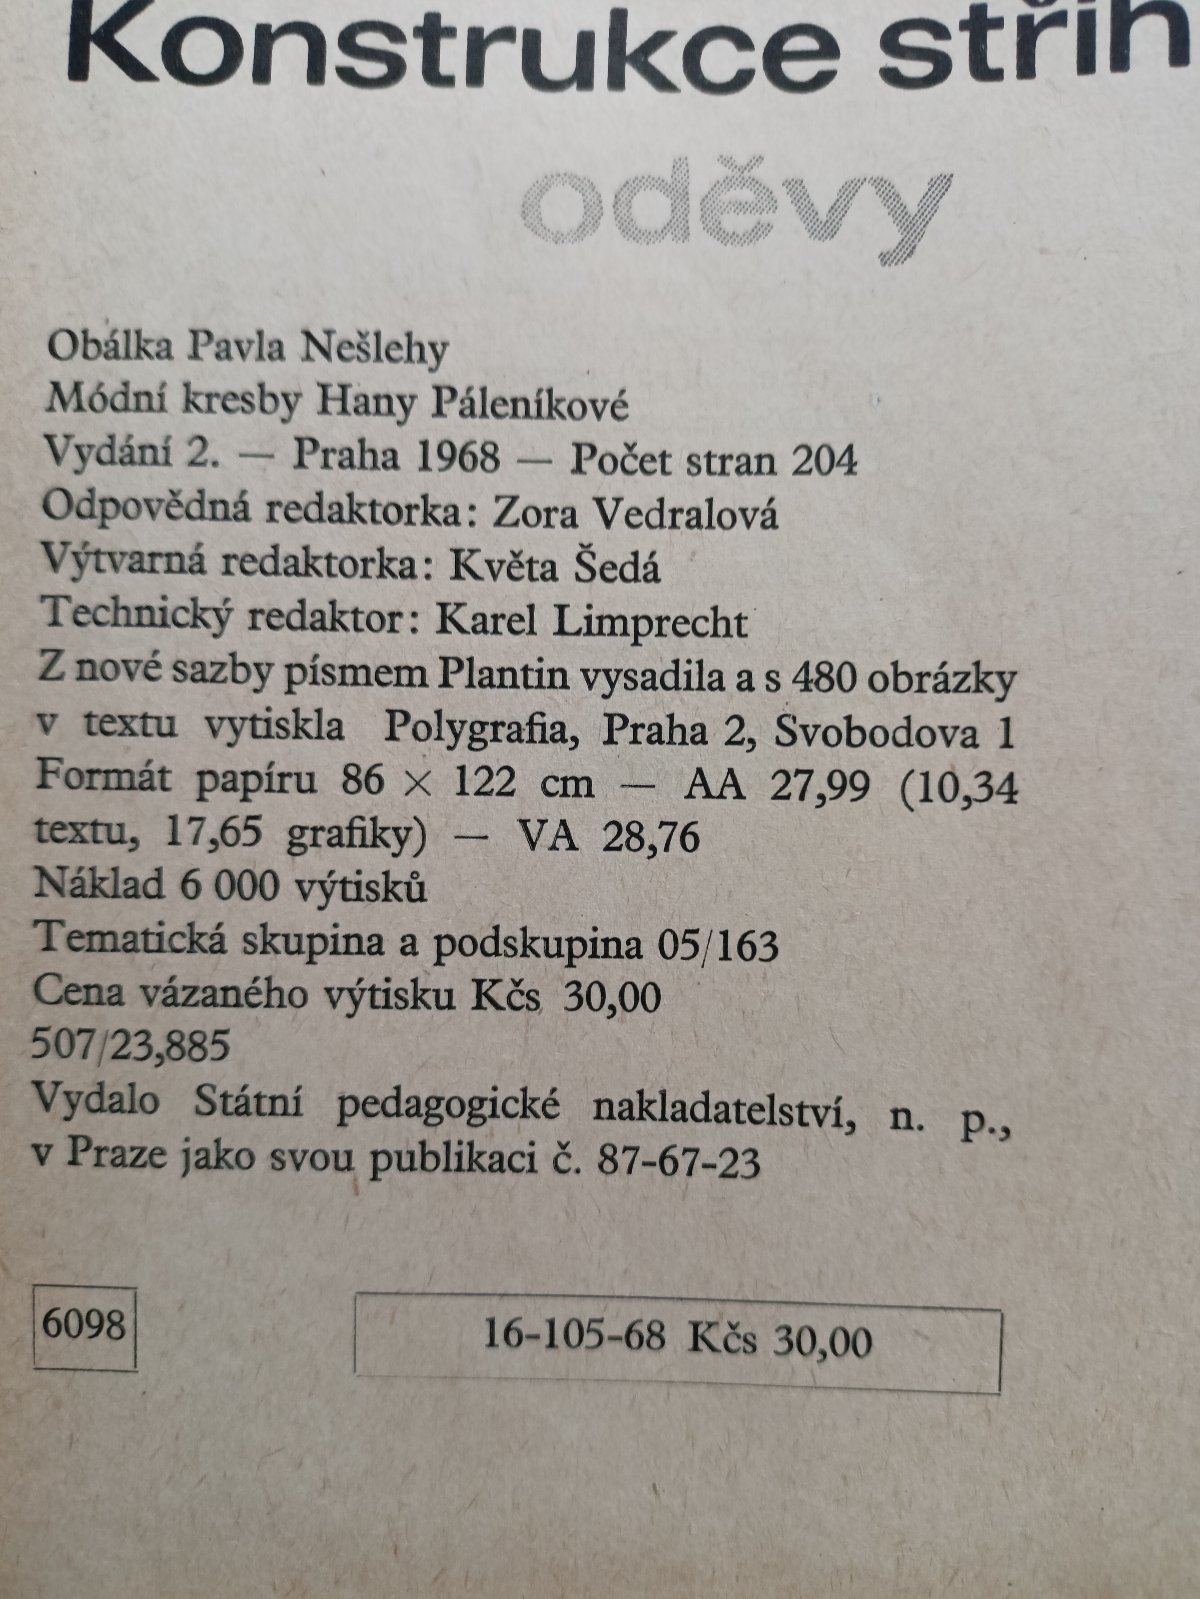 Konstrukce střih
oděvy
Obálka Pavla Nešlehy
Módní kresby Hany Páleníkové
Vydání 2. — Praha 1968 — Počet stran 204
Odpovědná redaktorka: Zora Vedralová
Výtvarná redaktorka: Květa Šedá
Technický redaktor: Karel Limprecht
Z nové sazby písmem Plantin vysadila a s 480 obrázky
v textu vytiskla Polygrafia, Praha 2, Svobodova 1
Formát papíru 86 × 122 cm — AA 27,99 (10,34
textu, 17,65 grafiky) — VA 28,76
Náklad 6 000 výtisků
Tematická skupina a podskupina 05/163
Cena vázaného výtisku Kčs 30,00
507/23,885
Vydalo Státní pedagogické nakladatelství, n. p.,
v Praze jako svou publikaci č. 87-67-23
6098
16-105-68 Kčs 30,00